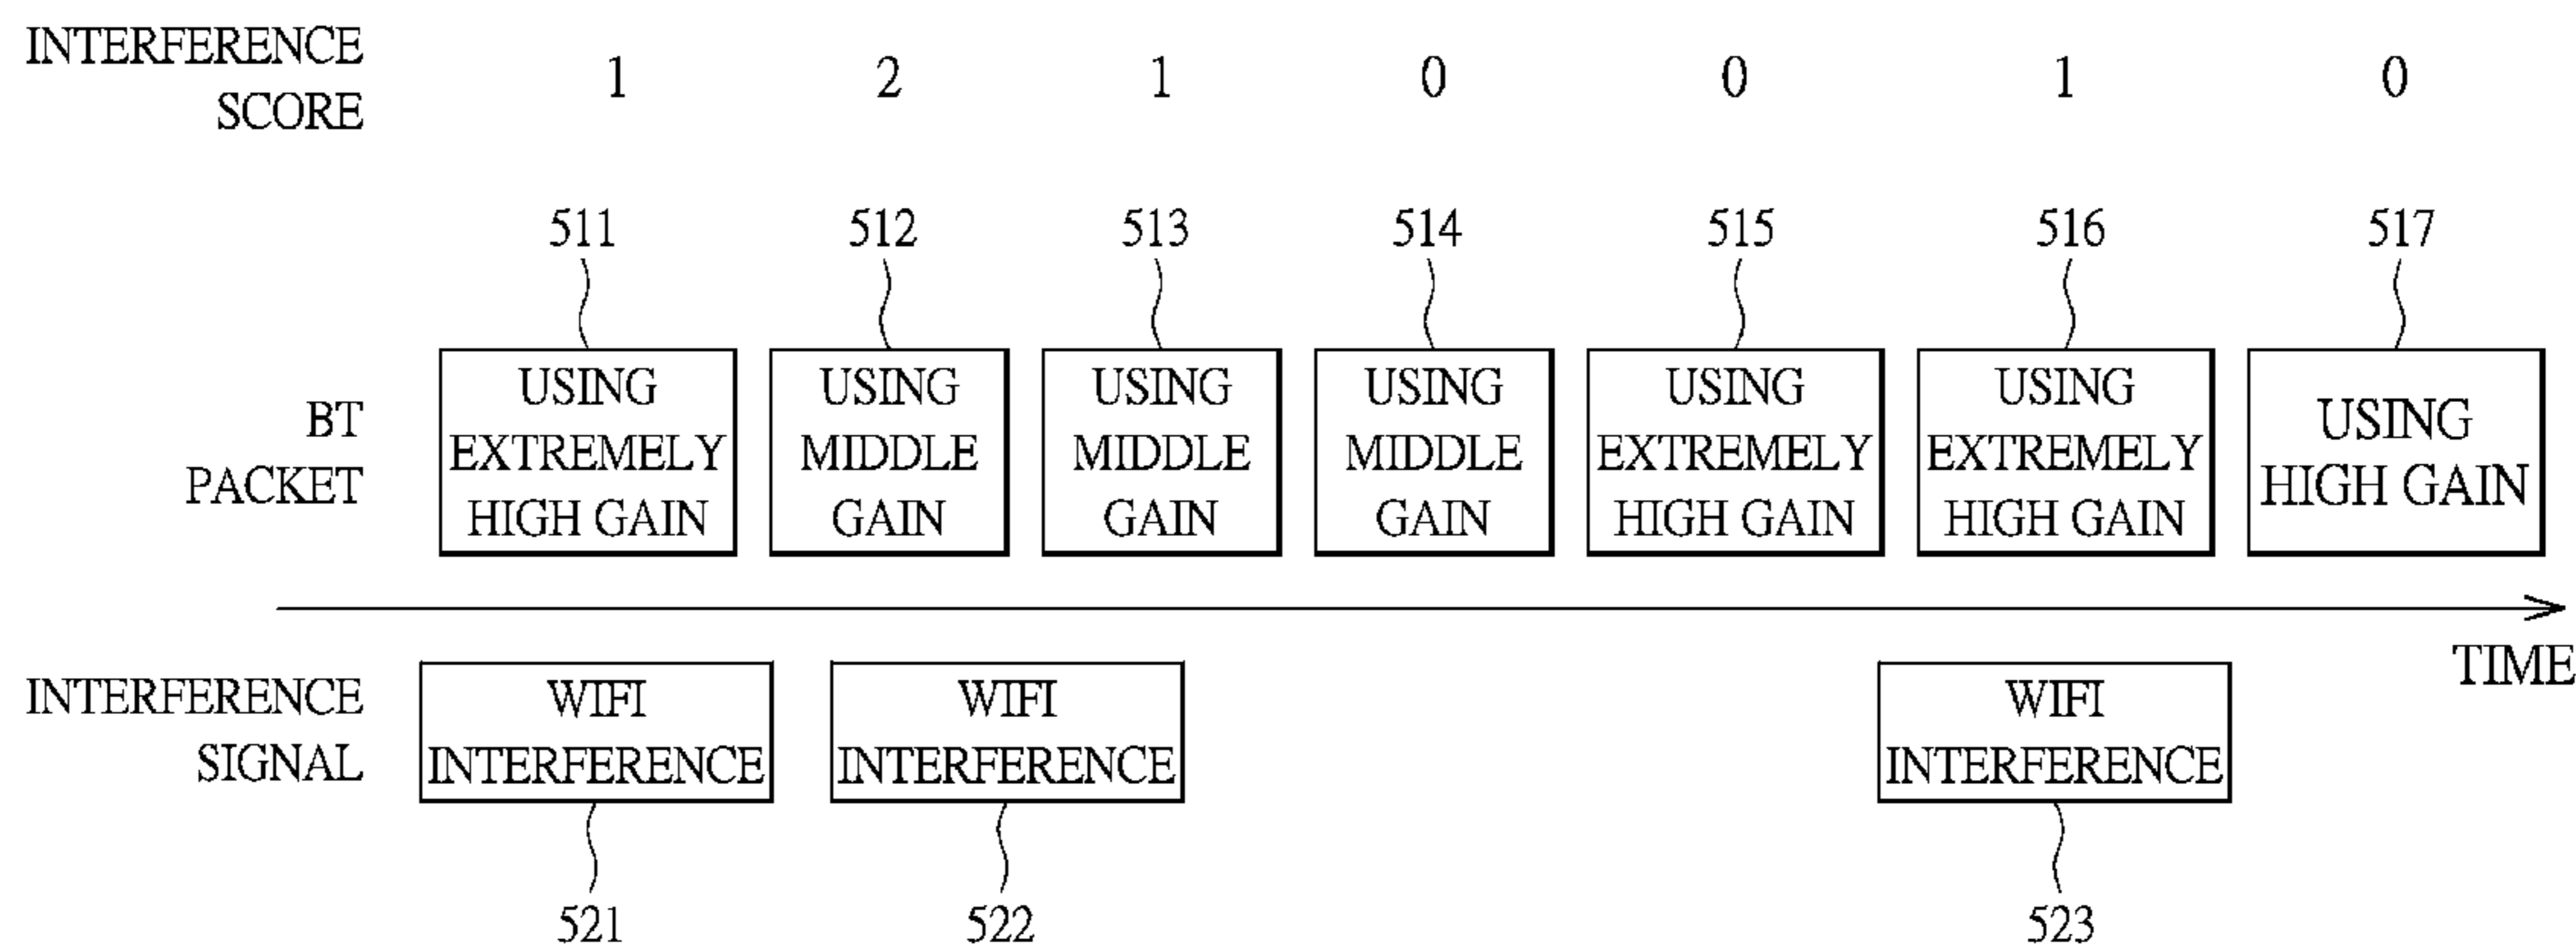 INTERFERENCE
SCORE
1 2 1 0 0 1 0
511 512 513 514 515 516 517
BT
PACKET
USING
EXTREMELY
HIGH GAIN
USING
MIDDLE
GAIN
USING
MIDDLE
GAIN
USING
MIDDLE
GAIN
USING
EXTREMELY
HIGH GAIN
USING
EXTREMELY
HIGH GAIN
USING
HIGH GAIN
TIME
INTERFERENCE
SIGNAL
WIFI
INTERFERENCE
WIFI
INTERFERENCE
WIFI
INTERFERENCE
521 522 523